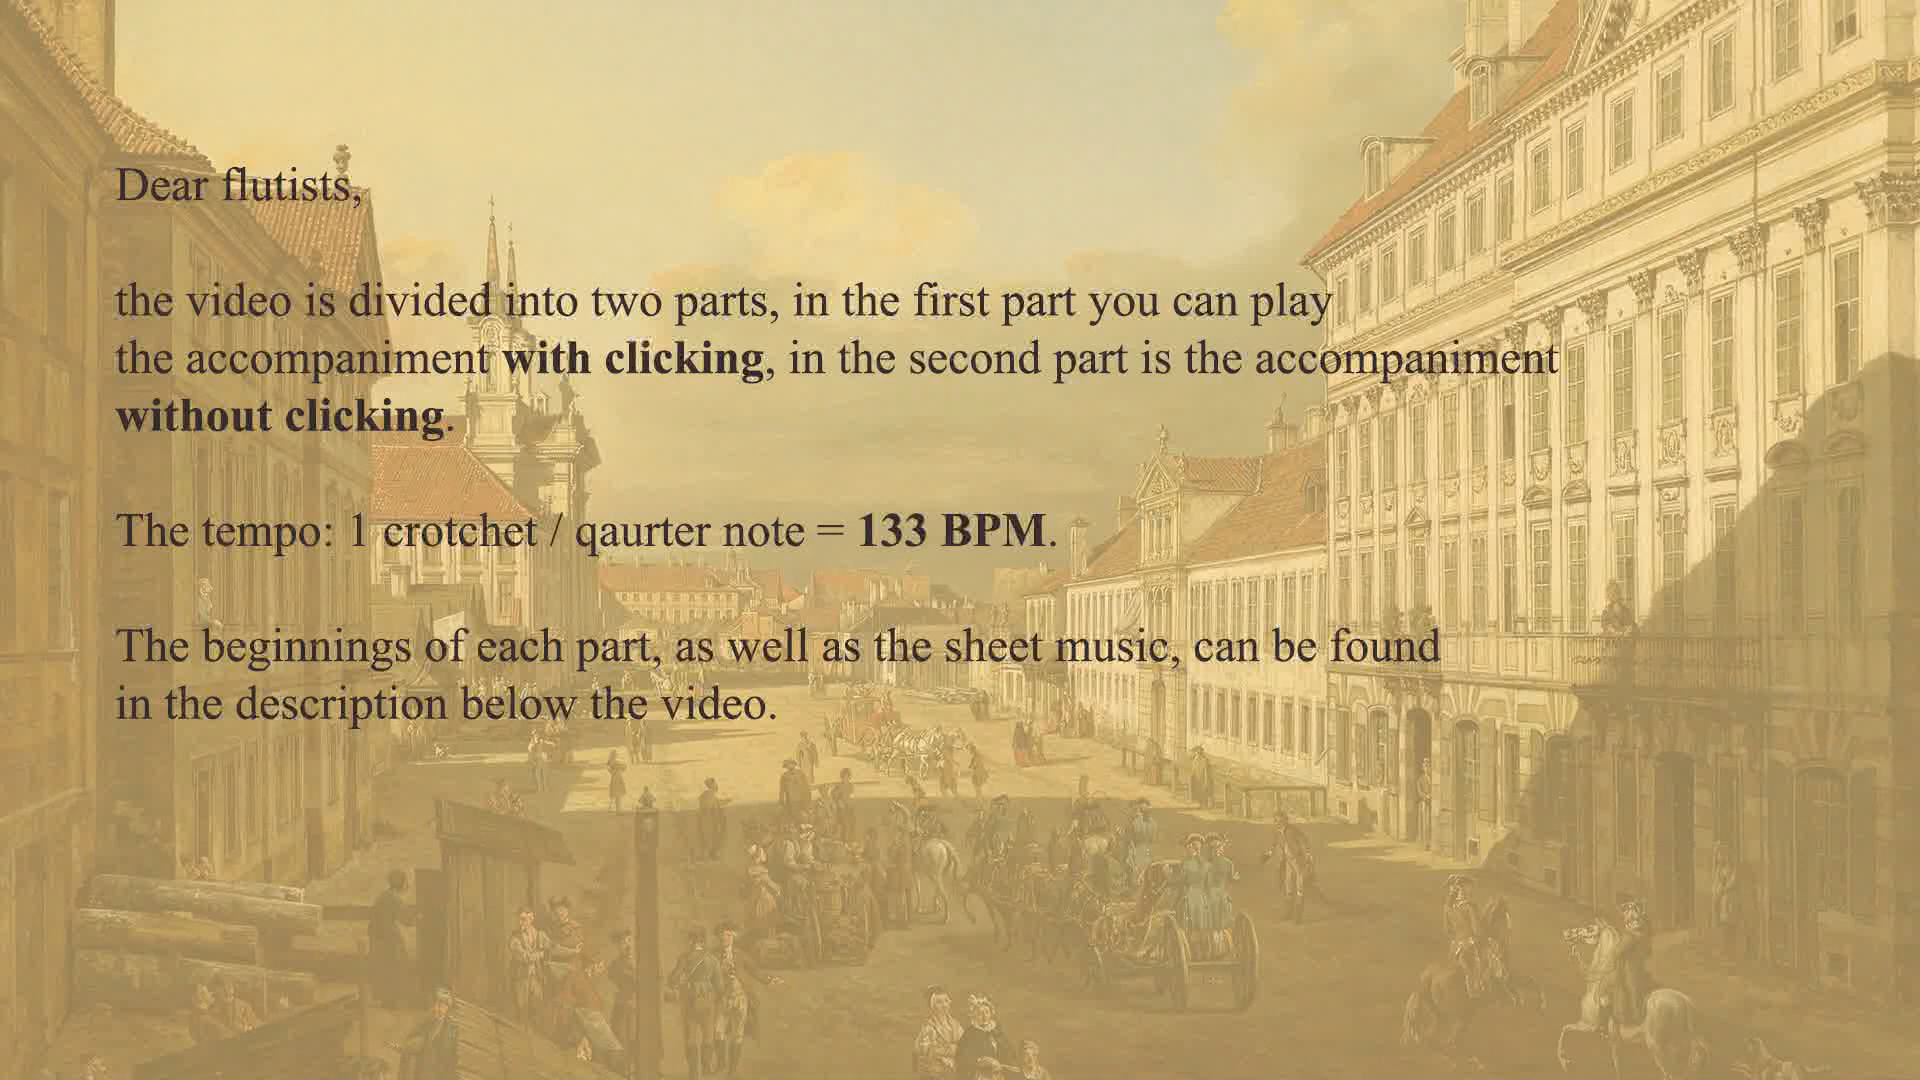 Dear flutists,
the video is divided into two parts, in the first part you can play
the accompaniment with clicking, in the second part is the accompaniment
without clicking.
The tempo: 1 crotchet / qaurter note = 133 BPM.
The beginnings of each part, as well as the sheet music, can be found
in the description below the video.